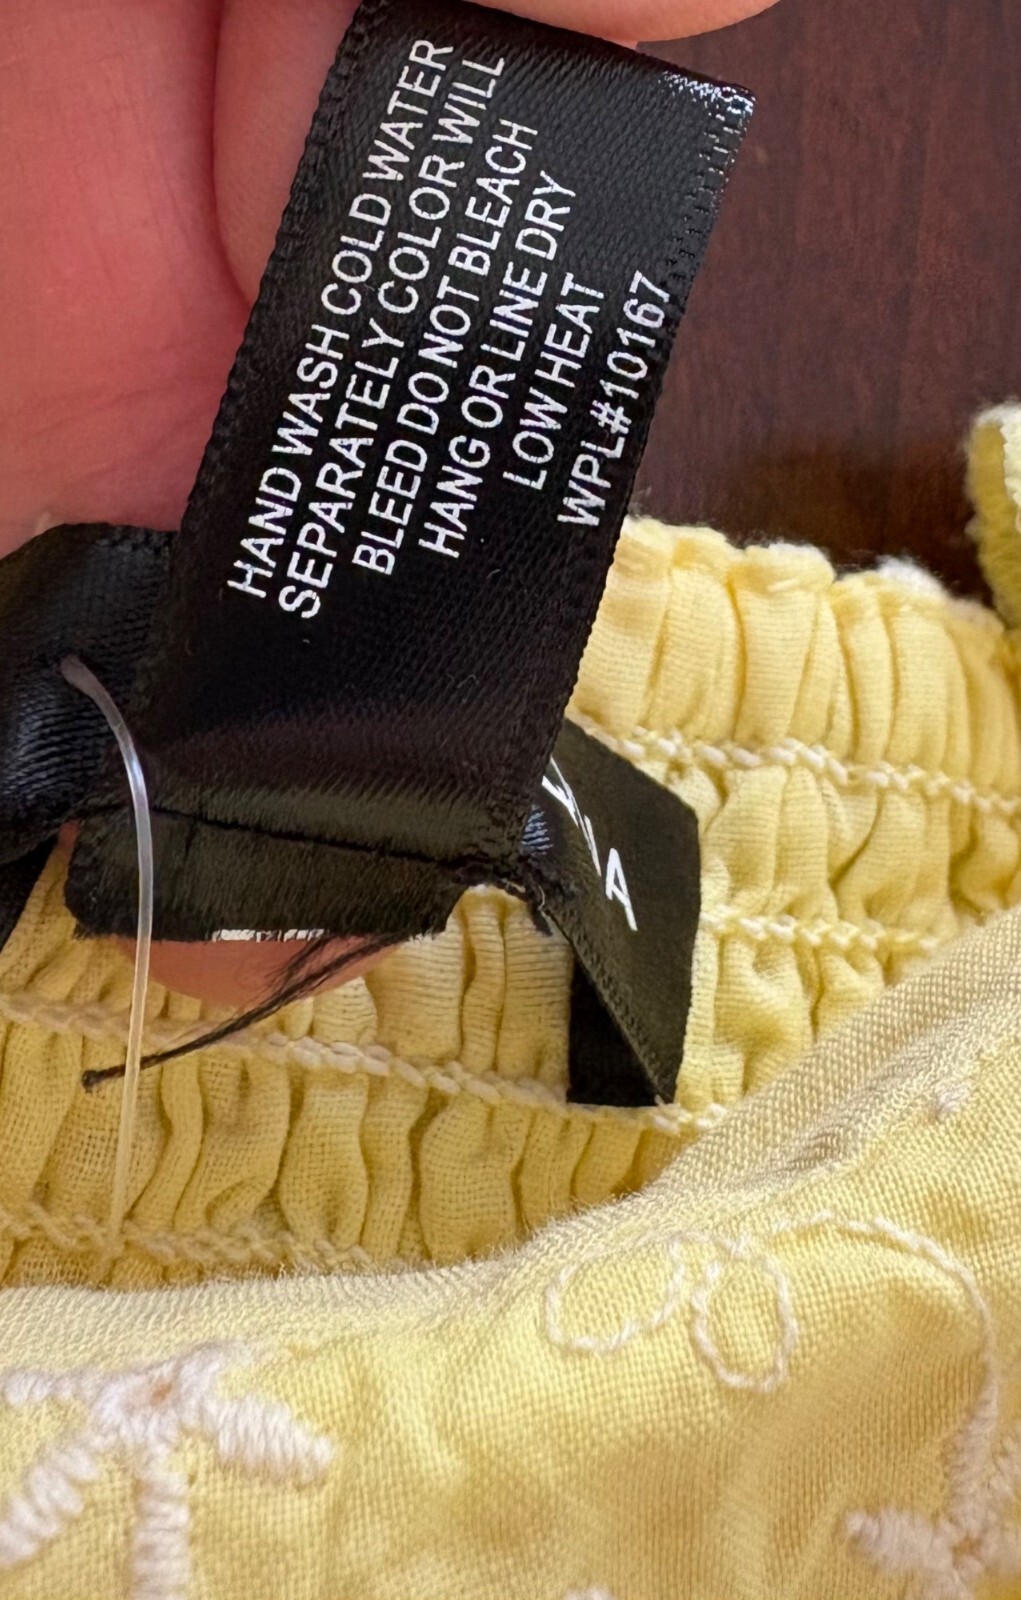 HAND WASH COLD WATER
SEPARATELY COLOR WILL
BLEED DO NOT BLEACH
HANG OR LINE DRY
LOW HEAT
WPL#10167